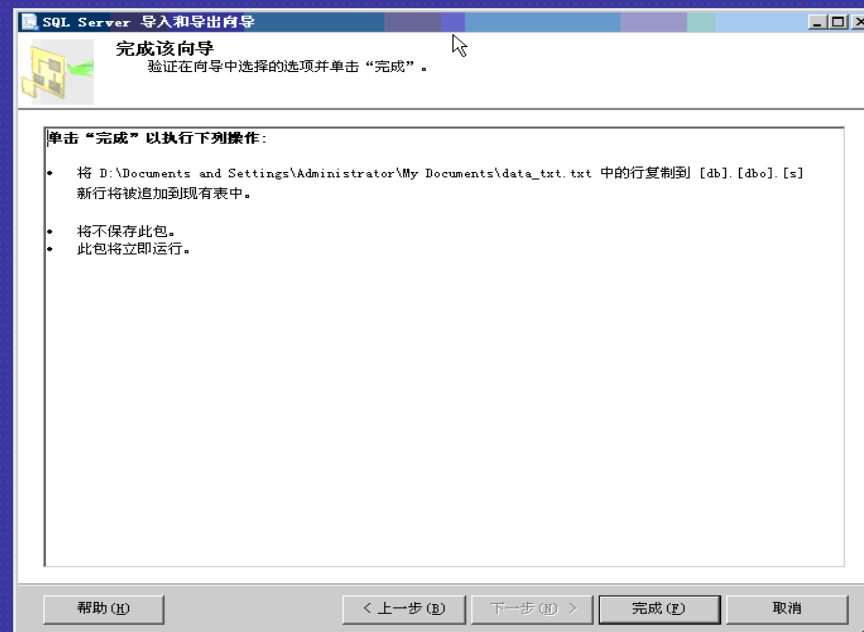 SQL Server 导入和导出向导
完成该向导
验证在向导中选择的选项并单击“完成”。
单击“完成”以执行下列操作:
• 将 D:\Documents and Settings\Administrator\My Documents\data_txt.txt 中的行复制到 [db].[dbo].[s]
新行将被追加到现有表中。
• 将不保存此包。
• 此包将立即运行。
帮助(H) < 上一步(B) 下一步(N) > 完成(F) 取消